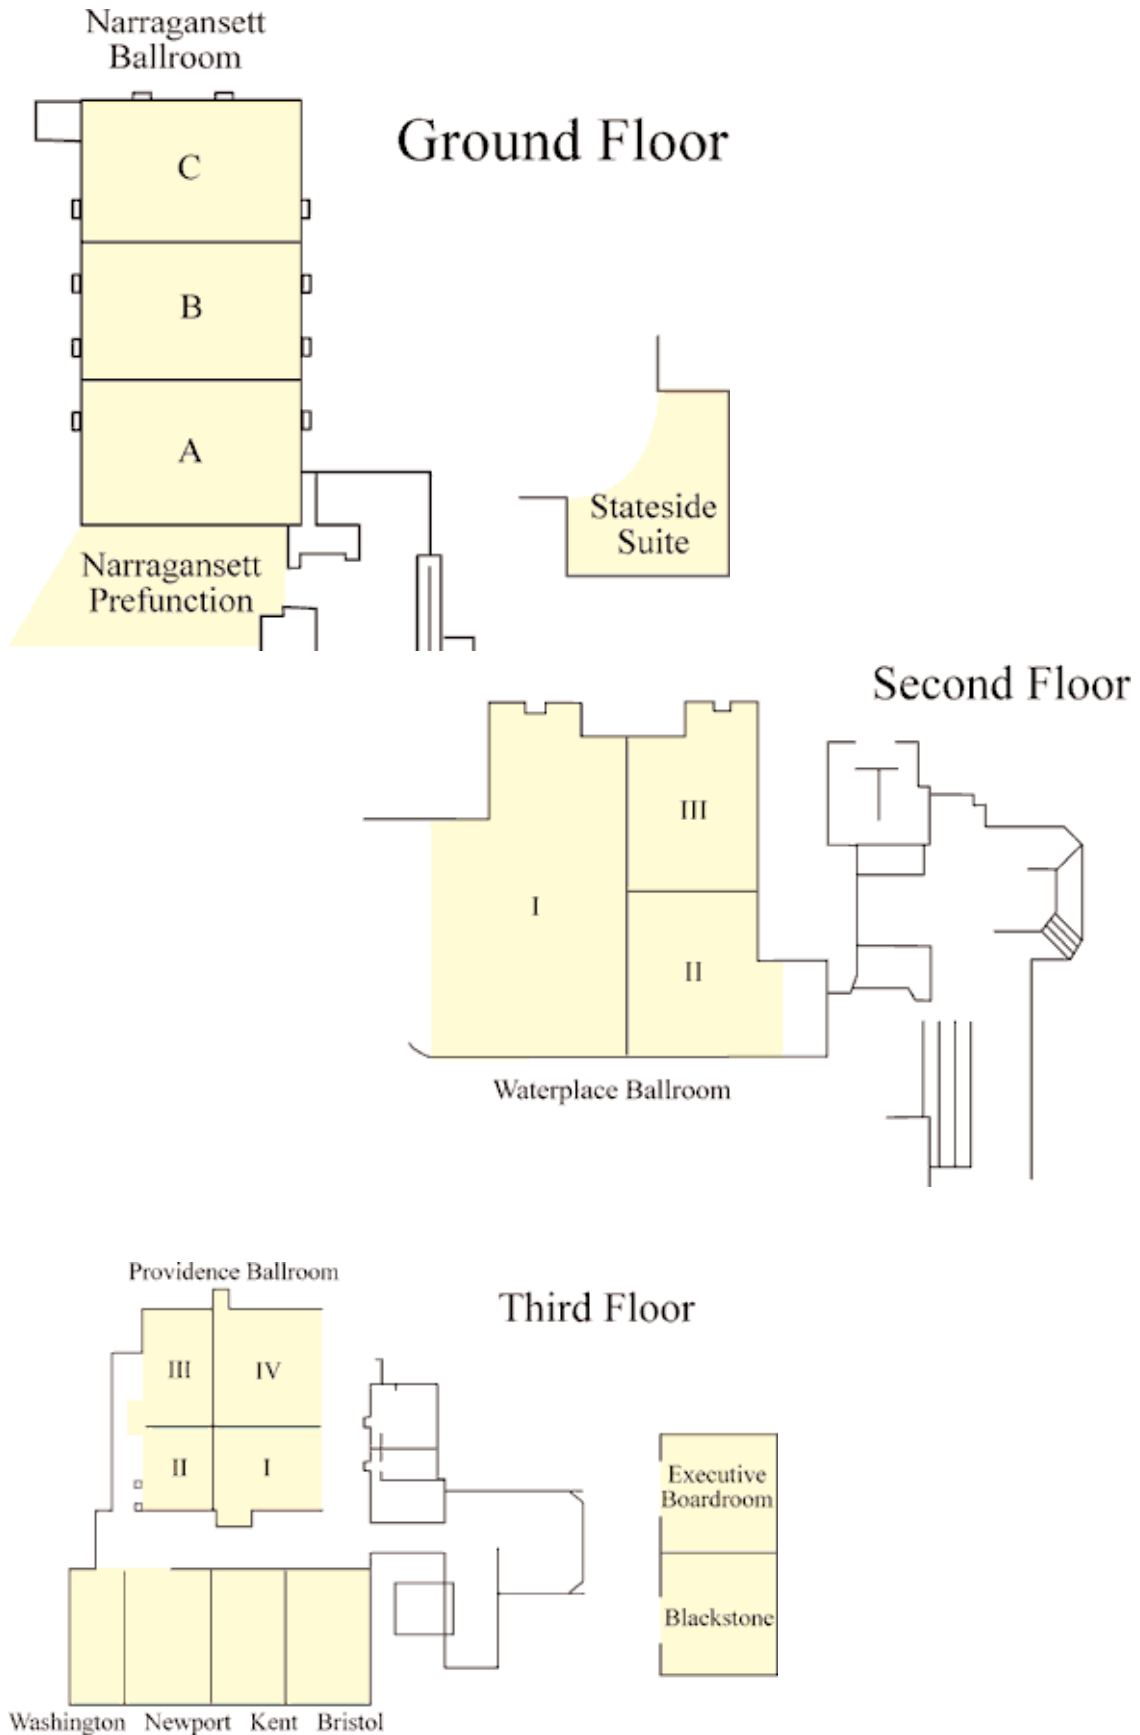 Narragansett
Ballroom
Ground Floor
C
B
A
Stateside
Suite
Narragansett
Prefunction
Second Floor
III
I
II
Waterplace Ballroom
Providence Ballroom
Third Floor
III
IV
II
I
Executive
Boardroom
Blackstone
Washington Newport Kent Bristol